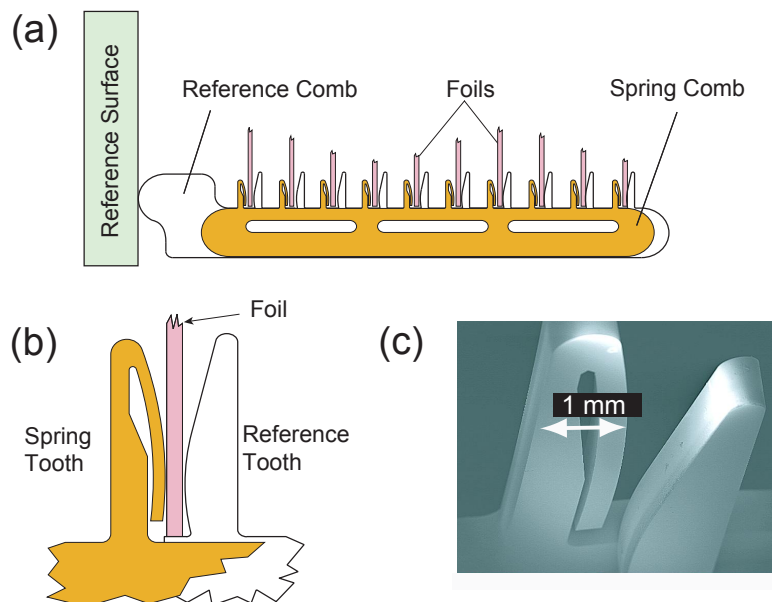 (a)
Reference Surface
Reference Comb
Foils
Spring Comb
(b)
Foil
Spring
Tooth
Reference
Tooth
(c)
1 mm